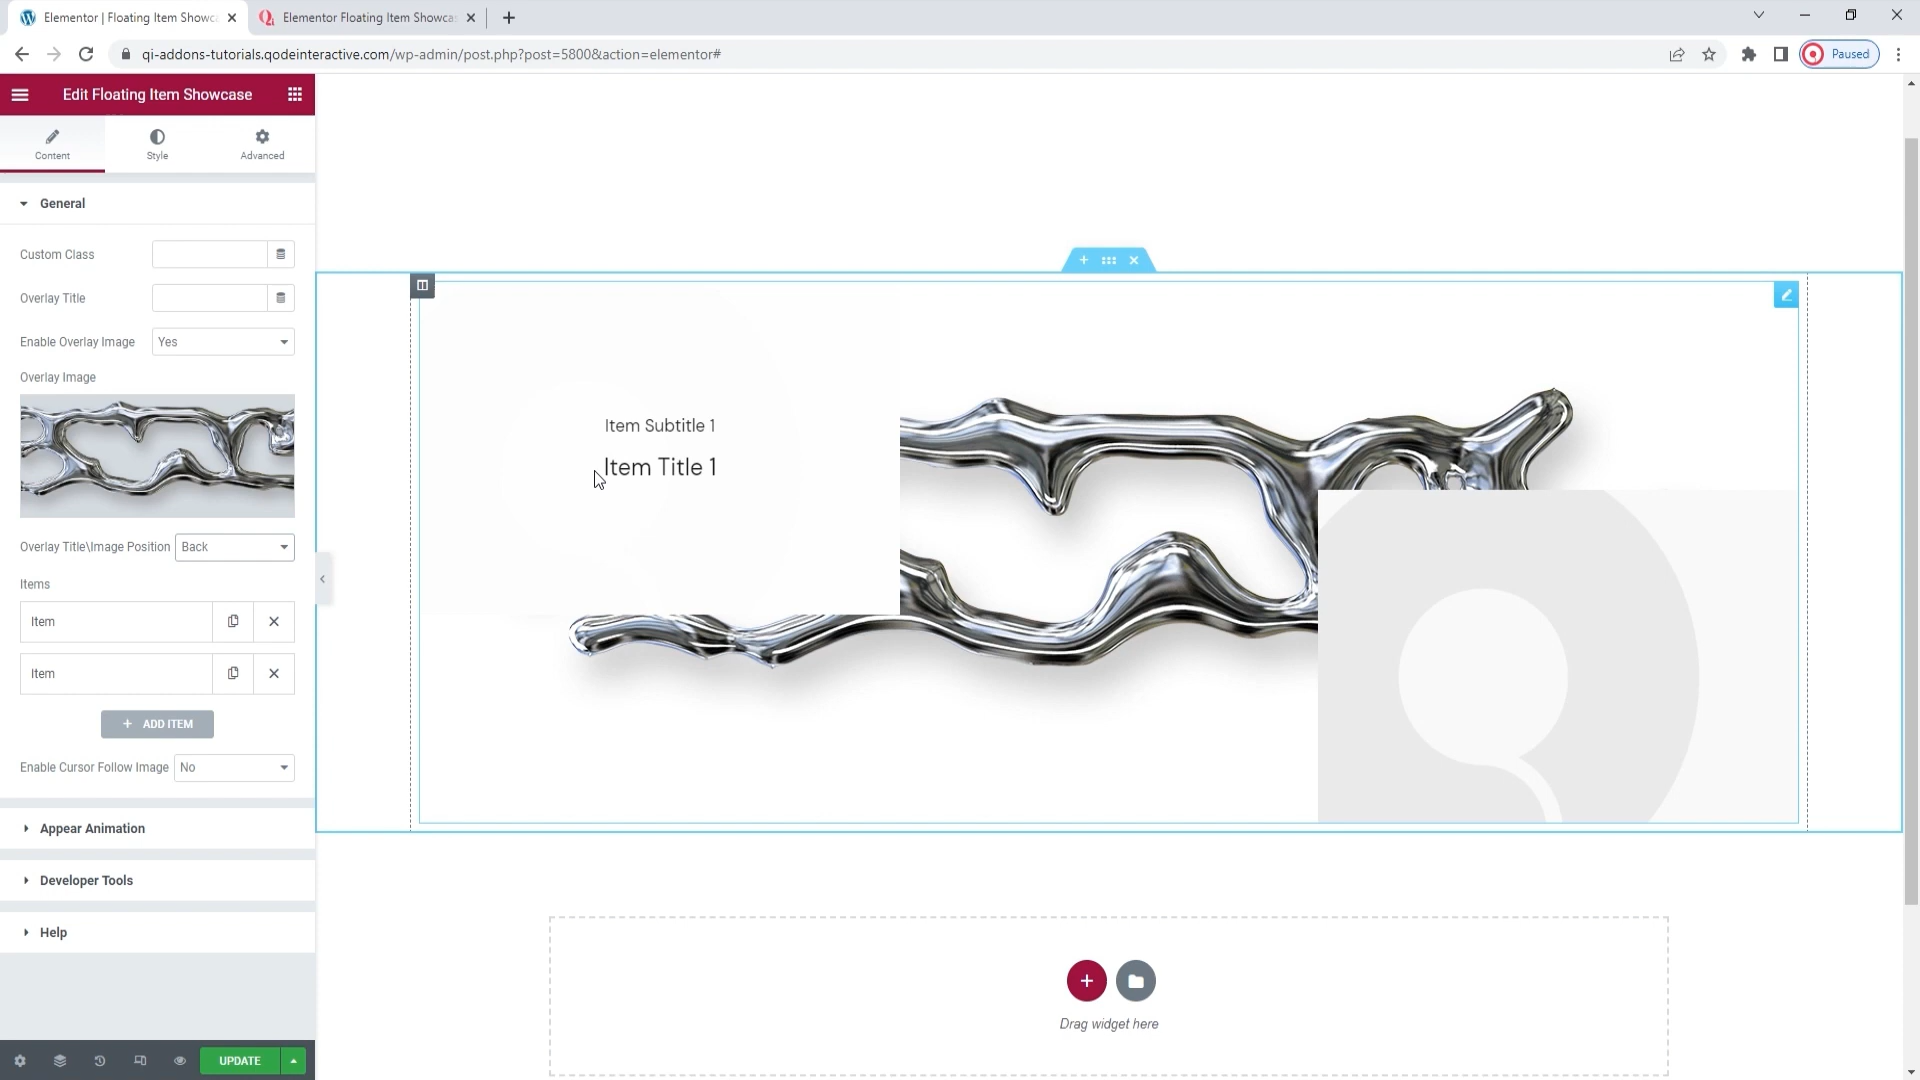 Elementor | Floating Item Showc
Elementor Floating Item Showca
qi-addons-tutorials.qodeinteractive.com/wp-admin/post.php?post=5800&action=elementor#
Paused
Edit Floating Item Showcase
Content
Style
Advanced
General
Custom Class
Overlay Title
Enable Overlay Image
Yes
Overlay Image
Overlay Title\Image Position
Back
Items
Item
Item
+ ADD ITEM
Enable Cursor Follow Image
No
Appear Animation
Developer Tools
Help
UPDATE
Item Subtitle 1
Item Title 1
Drag widget here